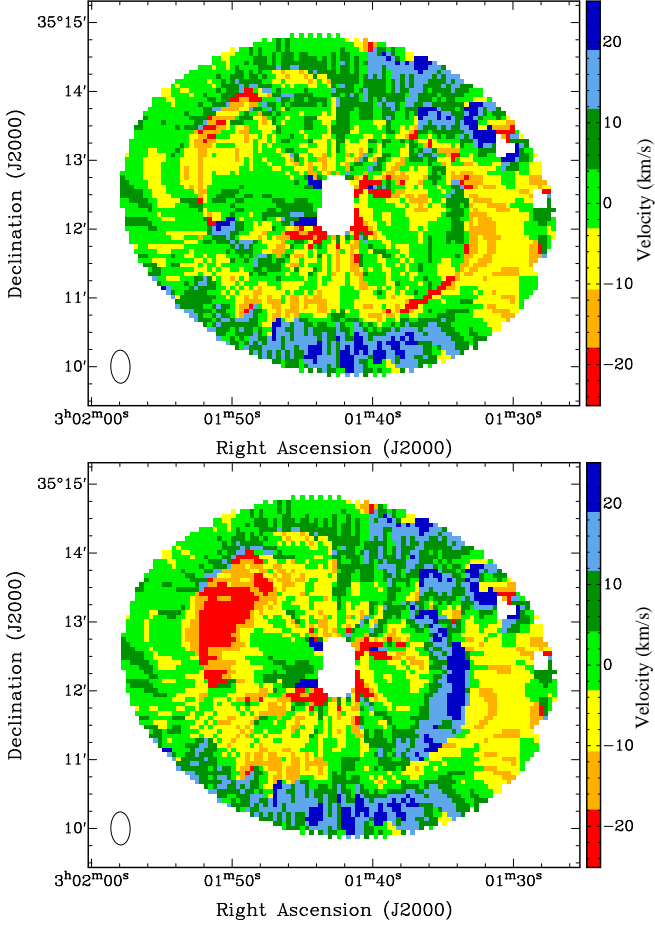 35°15′
14′
13′
12′
11′
10′
3ʰ02ᵐ00ˢ 01ᵐ50ˢ 01ᵐ40ˢ 01ᵐ30ˢ
Right Ascension (J2000)
Declination (J2000)
20
10
0
−10
−20
Velocity (km/s)
35°15′
14′
13′
12′
11′
10′
3ʰ02ᵐ00ˢ 01ᵐ50ˢ 01ᵐ40ˢ 01ᵐ30ˢ
Right Ascension (J2000)
Declination (J2000)
20
10
0
−10
−20
Velocity (km/s)